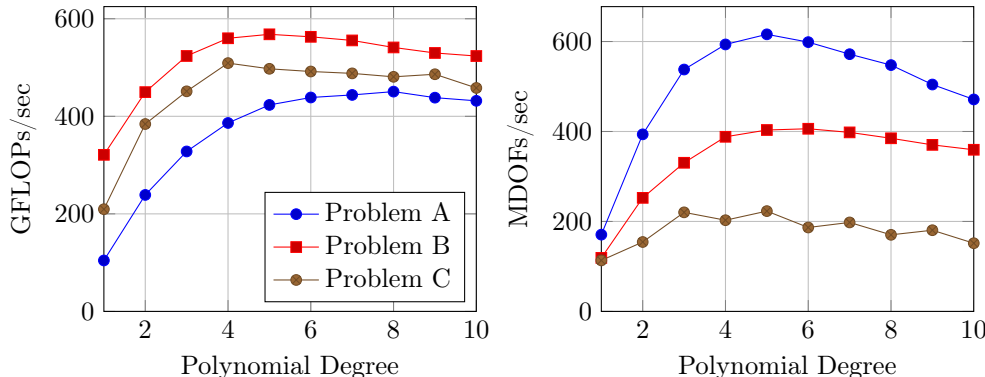 600
400
200
0
2
4
6
8
10
GFLOPs/sec
Polynomial Degree
Problem A
Problem B
Problem C
600
400
200
0
2
4
6
8
10
MDOFs/sec
Polynomial Degree